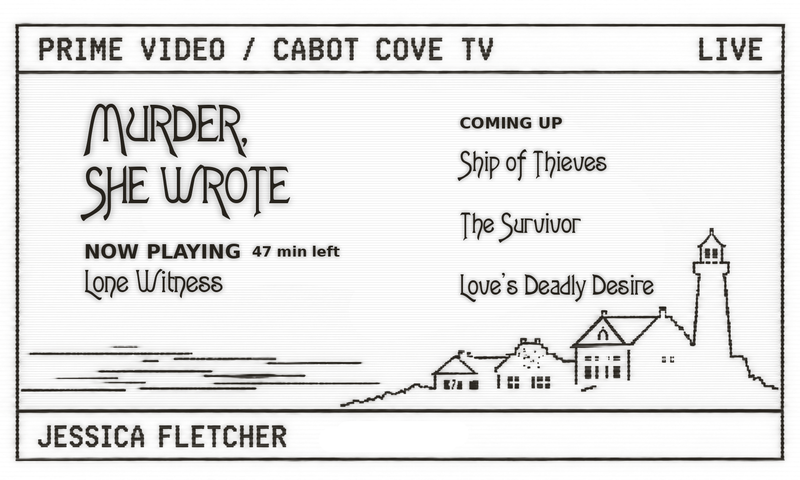 PRIME VIDEO / CABOT COVE TV LIVE
MURDER,
SHE WROTE
NOW PLAYING 47 min left
Lone Witness
COMING UP
Ship of Thieves
The Survivor
Love's Deadly Desire
JESSICA FLETCHER